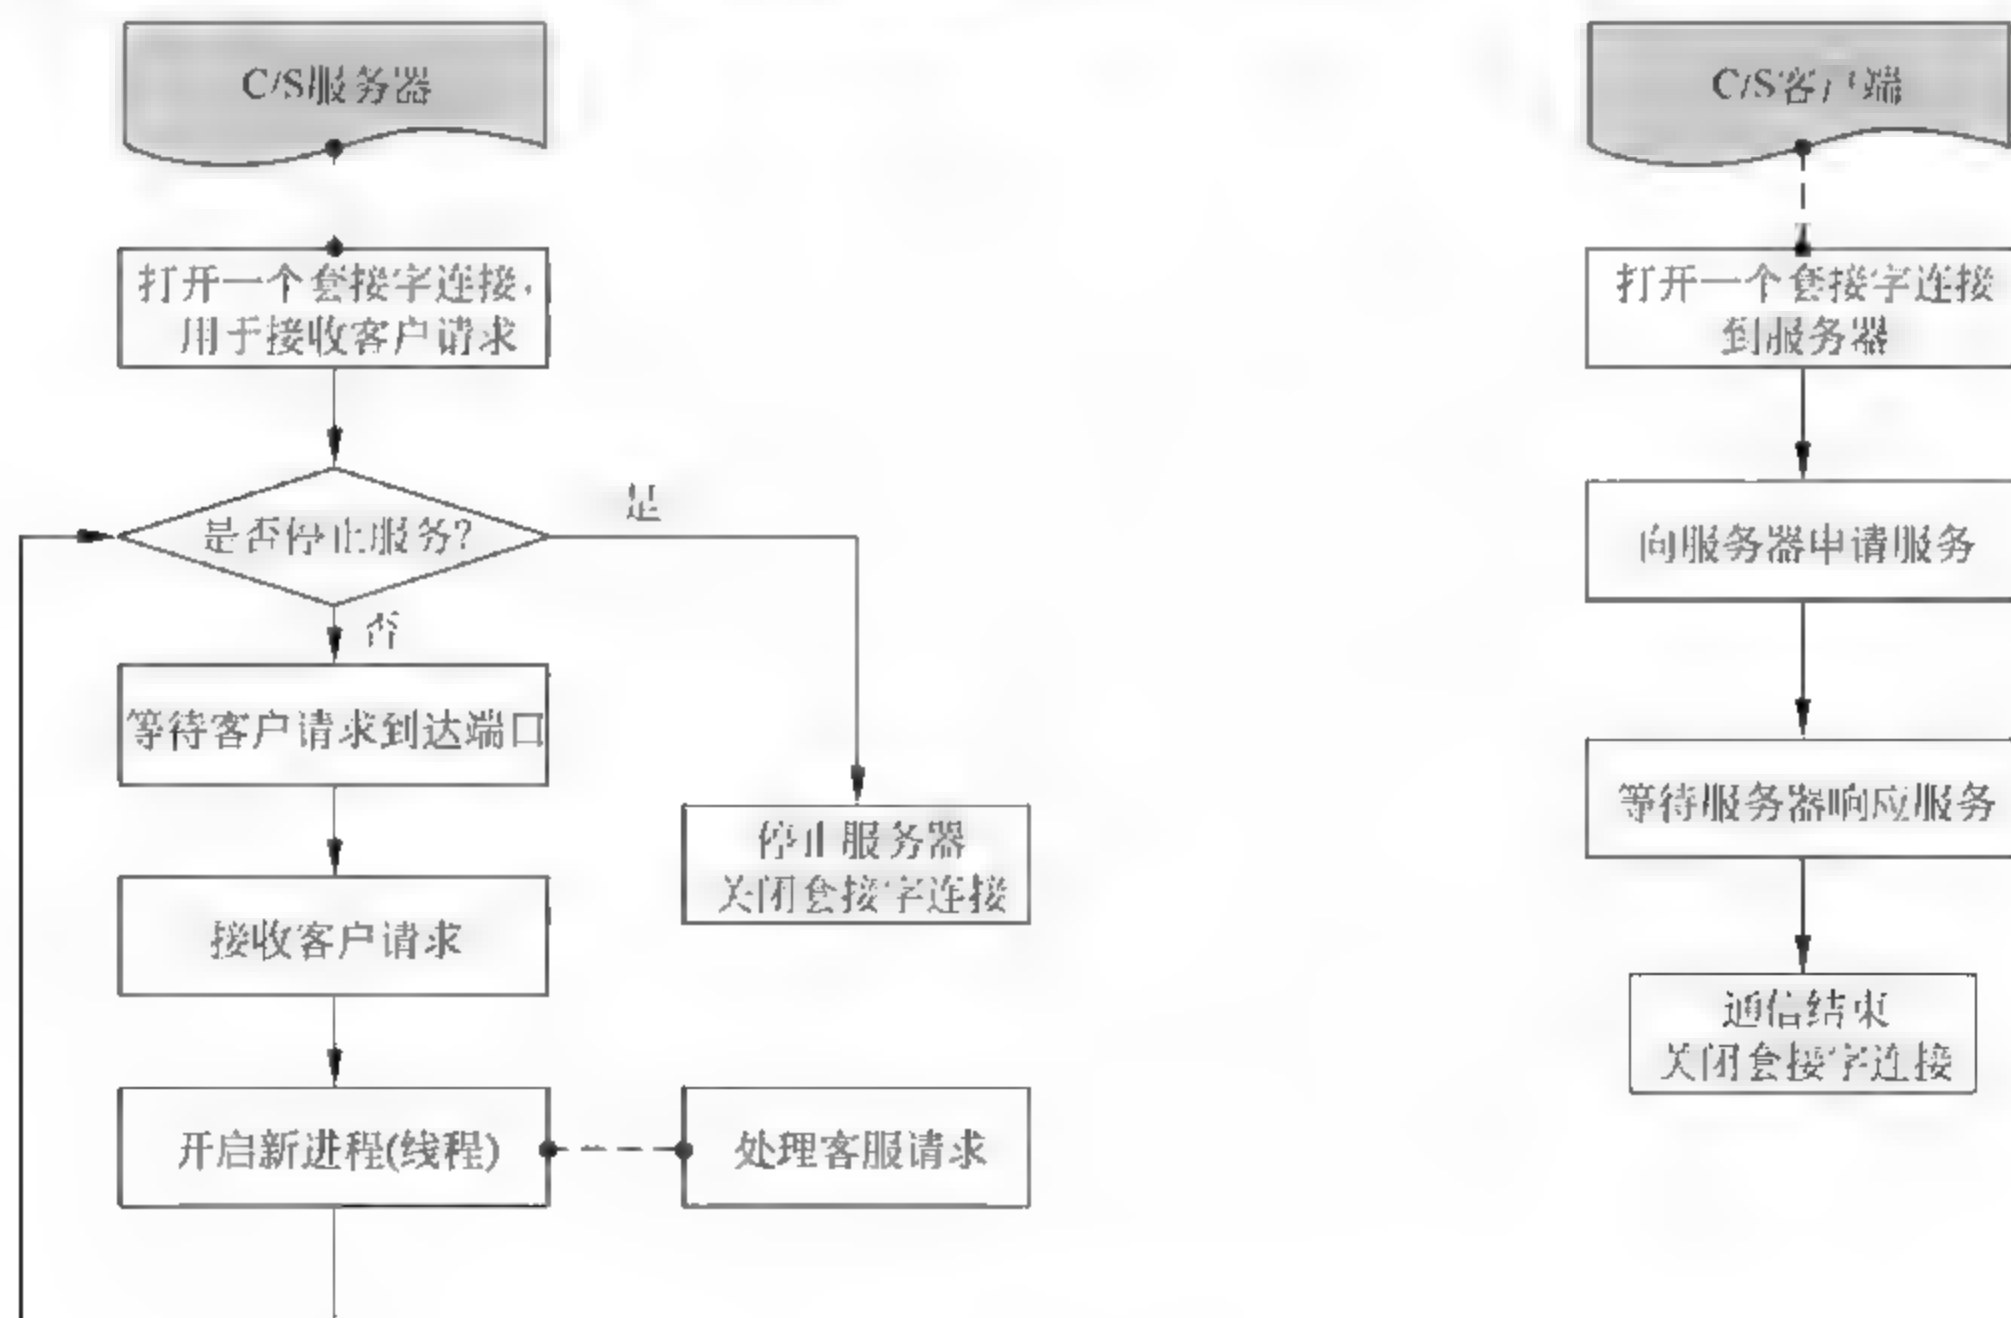 C/S服务器
打开一个套接字连接，
用于接收客户请求
是否停止服务?
是
否
等待客户请求到达端口
接收客户请求
开启新进程(线程)
停止服务器
关闭套接字连接
处理客服请求
C/S客户端
打开一个套接字连接
到服务器
向服务器申请服务
等待服务器响应服务
通信结束
关闭套接字连接